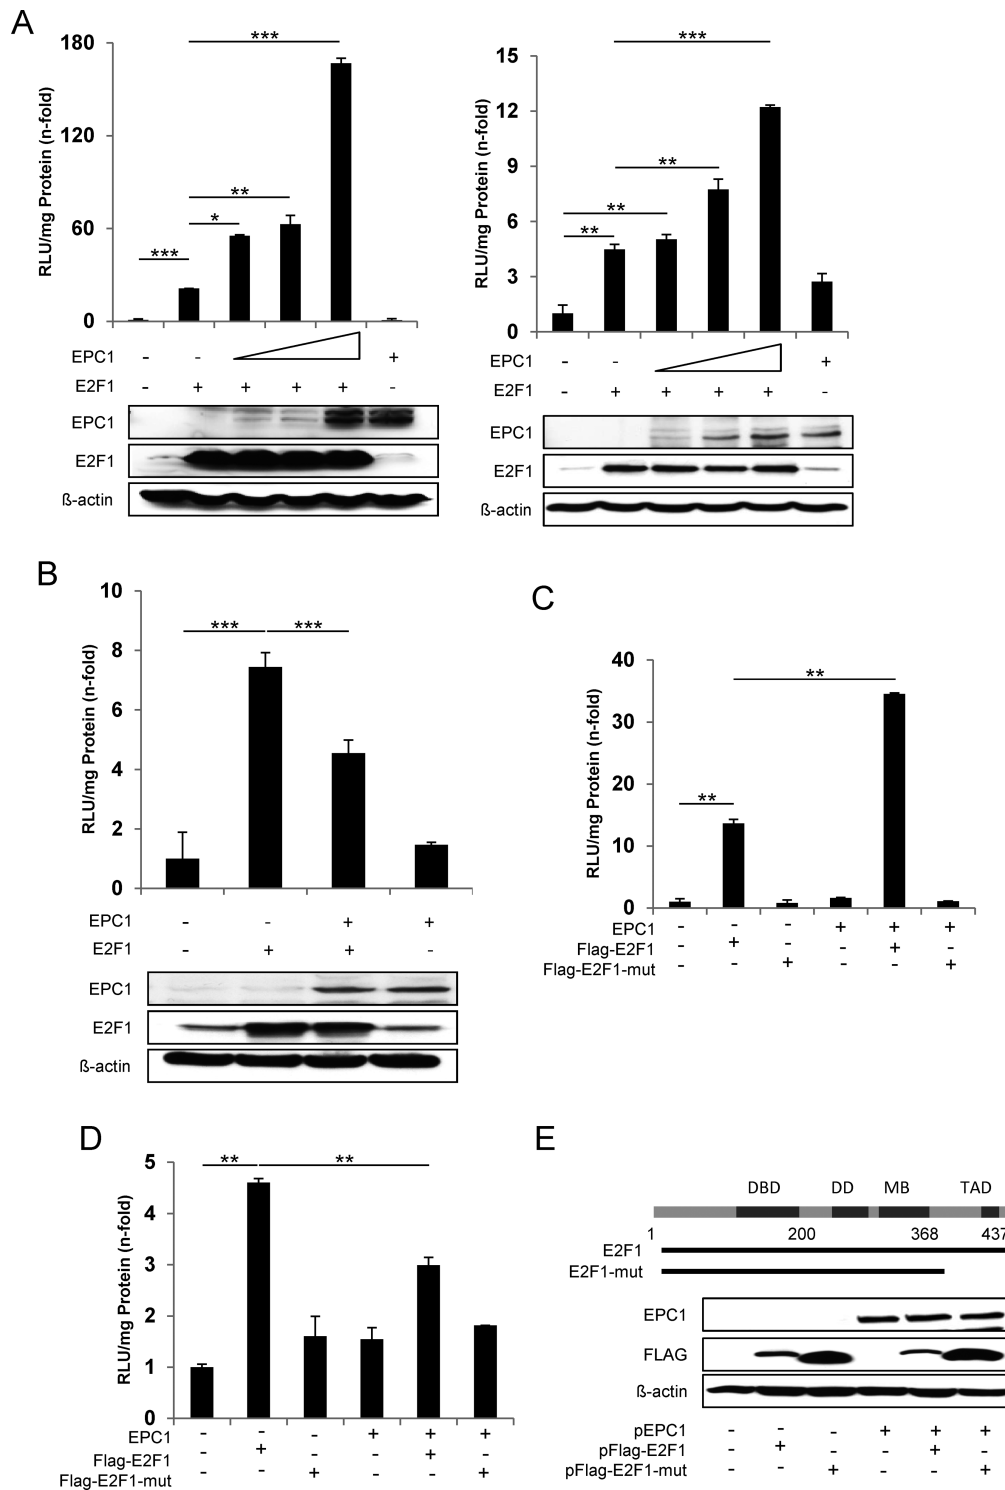 A
RLU/mg Protein (n-fold)
180
120
60
0
***
*
**
***
EPC1 - - +
E2F1 - + + + + -
EPC1
E2F1
ß-actin
RLU/mg Protein (n-fold)
15
12
9
6
3
0
**
**
**
***
EPC1 - - +
E2F1 - + + + + -
EPC1
E2F1
ß-actin
B
RLU/mg Protein (n-fold)
10
8
6
4
2
0
*** ***
EPC1 - - + +
E2F1 - + + -
EPC1
E2F1
ß-actin
C
RLU/mg Protein (n-fold)
40
30
20
10
0
**
**
EPC1 - - - + + +
Flag-E2F1 - + - - + -
Flag-E2F1-mut - - + - - +
D
RLU/mg Protein (n-fold)
5
4
3
2
1
0
** **
EPC1 - - - + + +
Flag-E2F1 - + - - + -
Flag-E2F1-mut - - + - - +
E
DBD DD MB TAD
1 200 368 437
E2F1
E2F1-mut
EPC1
FLAG
ß-actin
pEPC1 - - - + + +
pFlag-E2F1 - + - - + -
pFlag-E2F1-mut - - + - - +